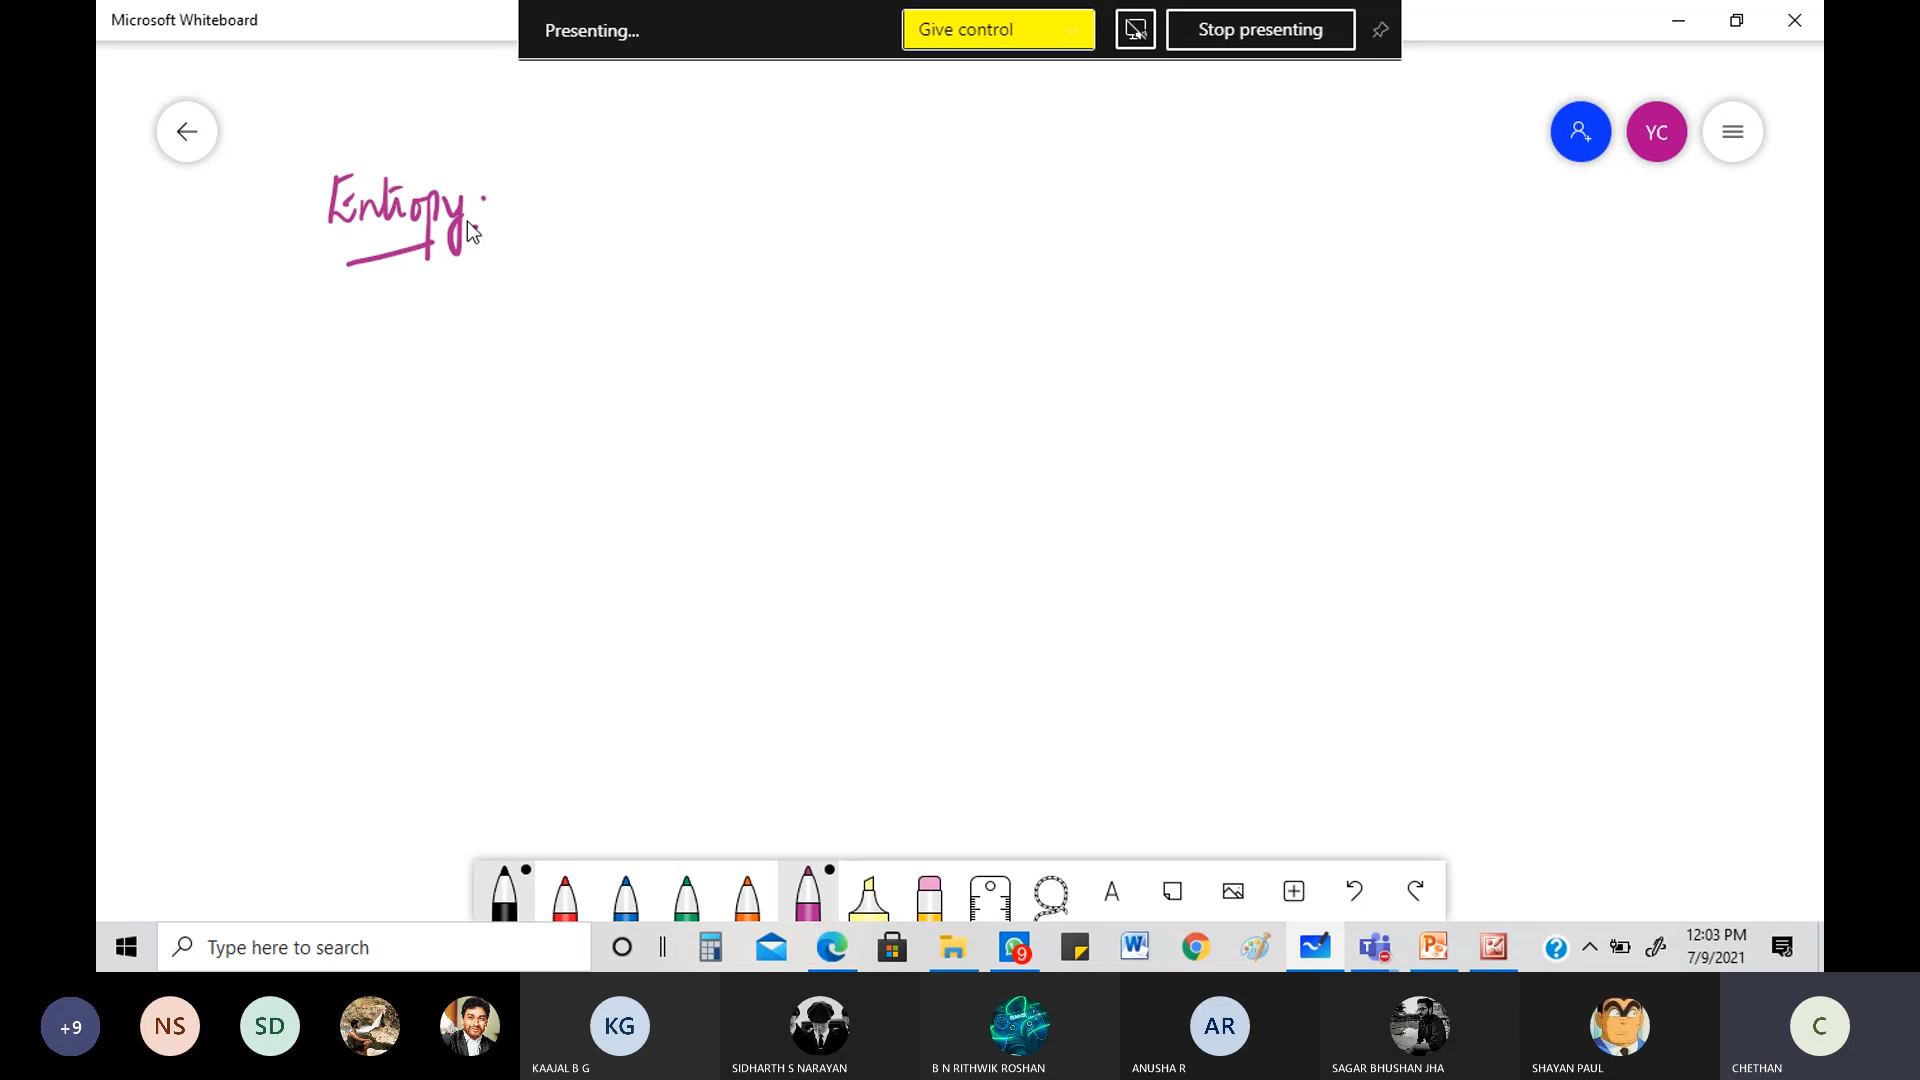 Microsoft Whiteboard
Presenting...
Give control
Stop presenting
YC
Entropy:
A
Type here to search
9
12:03 PM
7/9/2021
+9
NS
SD
KG
AR
C
KAAJAL B G
SIDHARTH S NARAYAN
B N RITHWIK ROSHAN
ANUSHA R
SAGAR BHUSHAN JHA
SHAYAN PAUL
CHETHAN